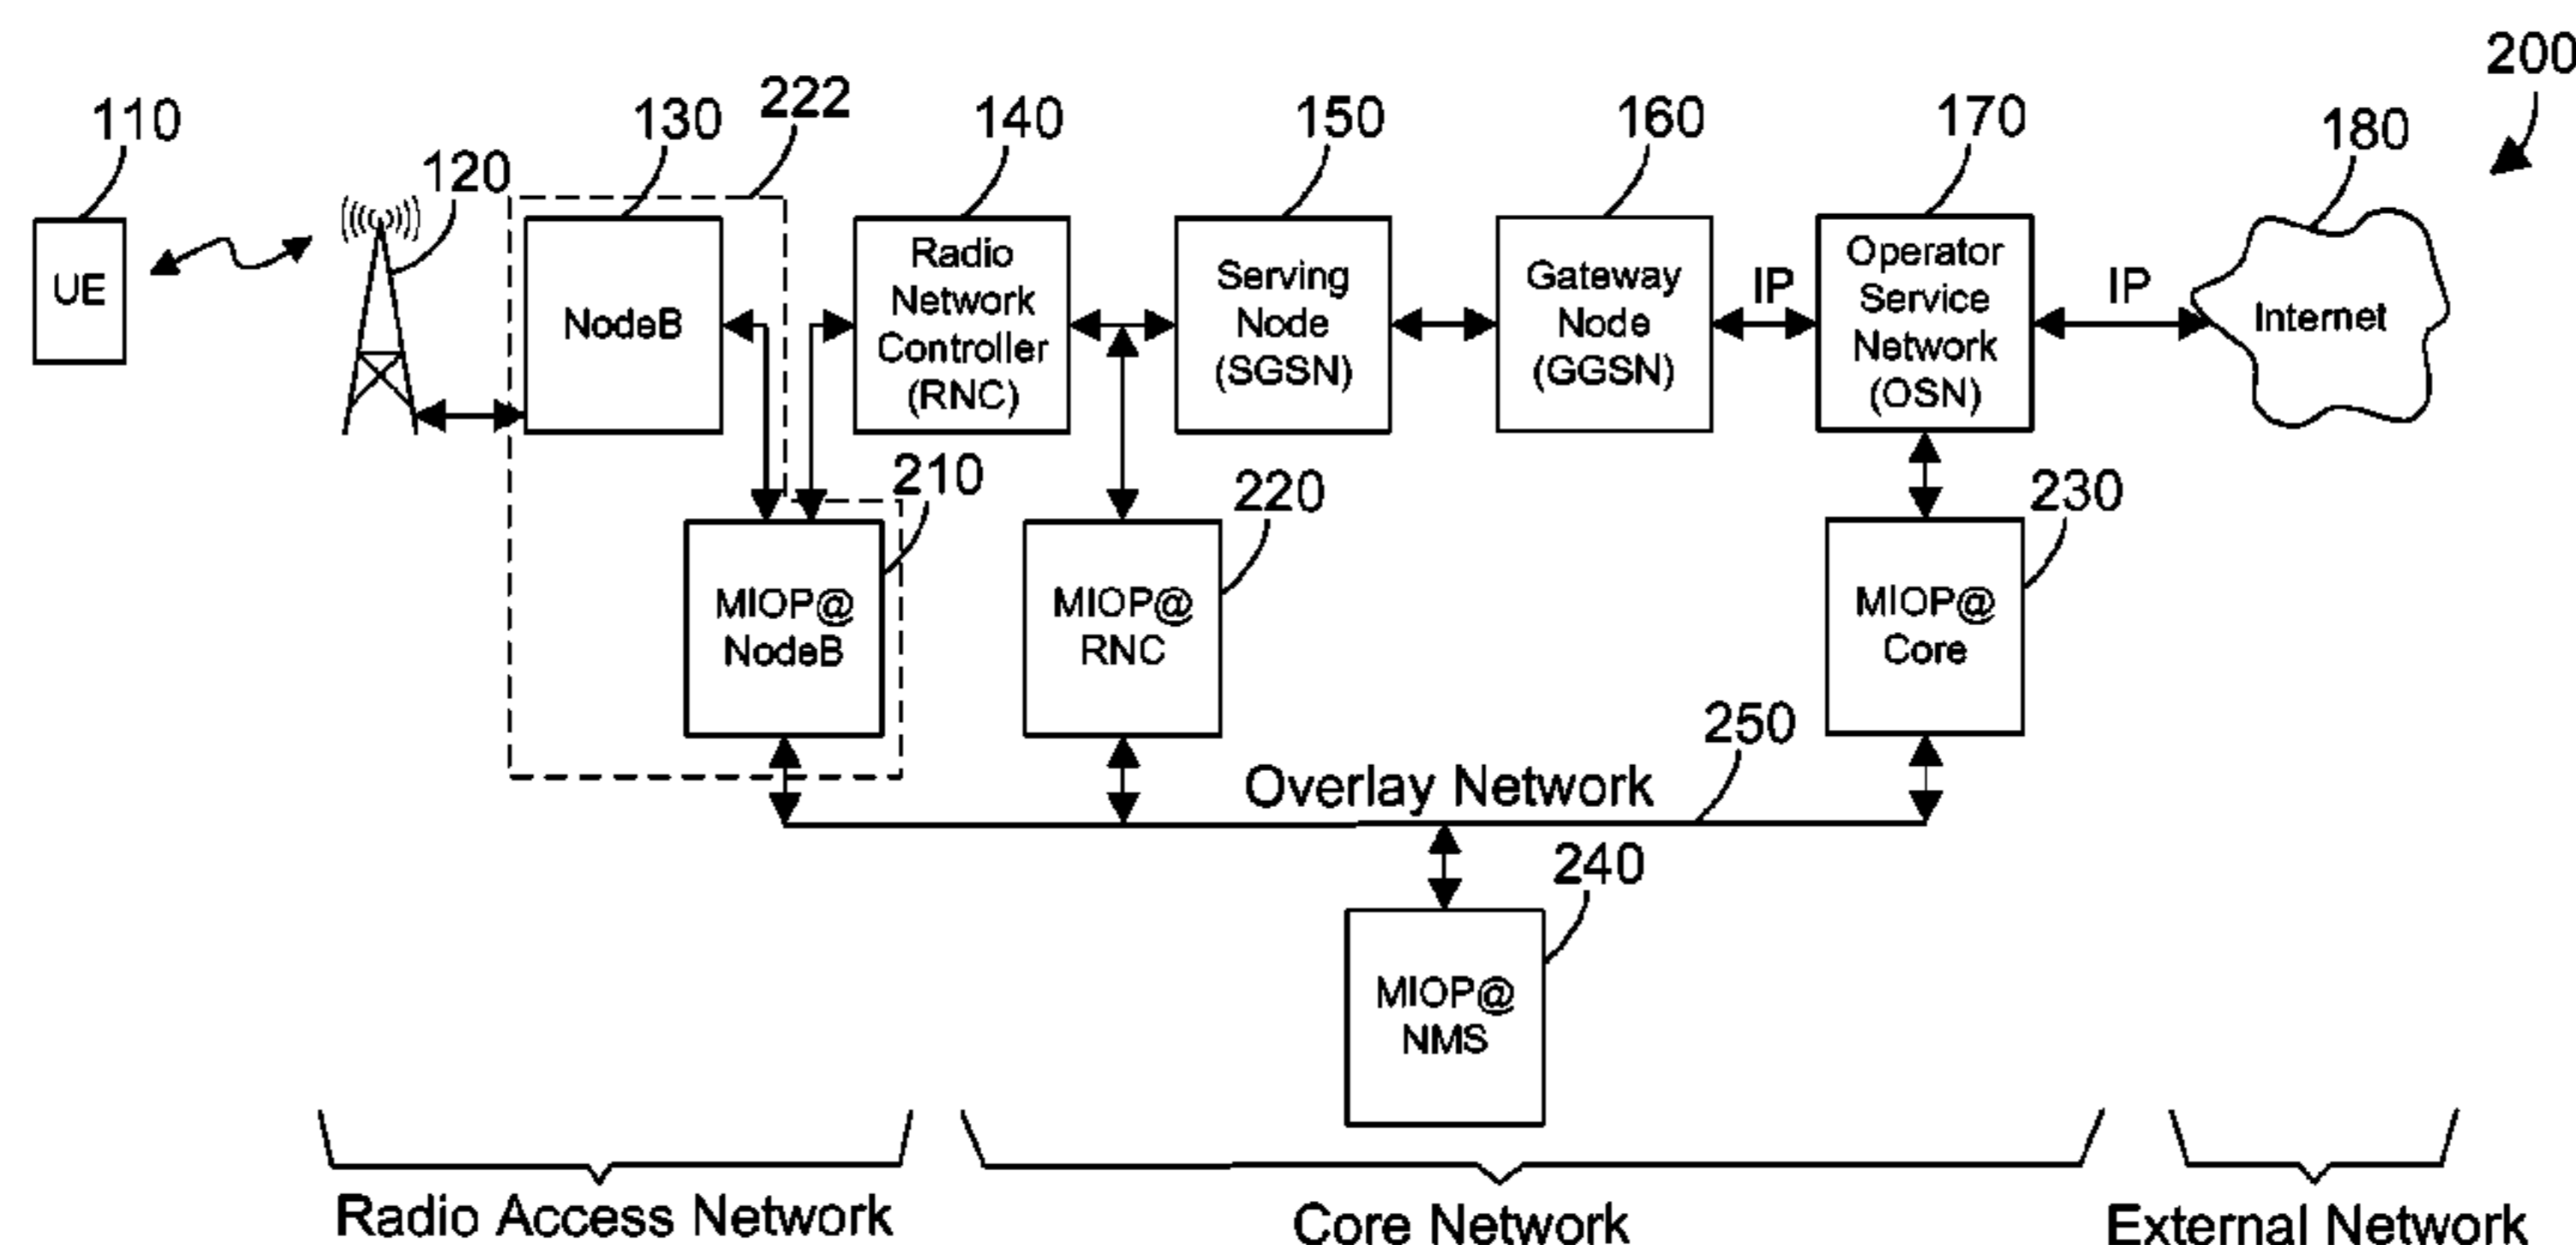 200
110
120
222
130
140
150
160
170
180
UE
NodeB
Radio
Network
Controller
(RNC)
Serving
Node
(SGSN)
Gateway
Node
(GGSN)
IP
Operator
Service
Network
(OSN)
IP
Internet
210
220
230
MIOP@
NodeB
MIOP@
RNC
MIOP@
Core
250
Overlay Network
240
MIOP@
NMS
Radio Access Network
Core Network
External Network